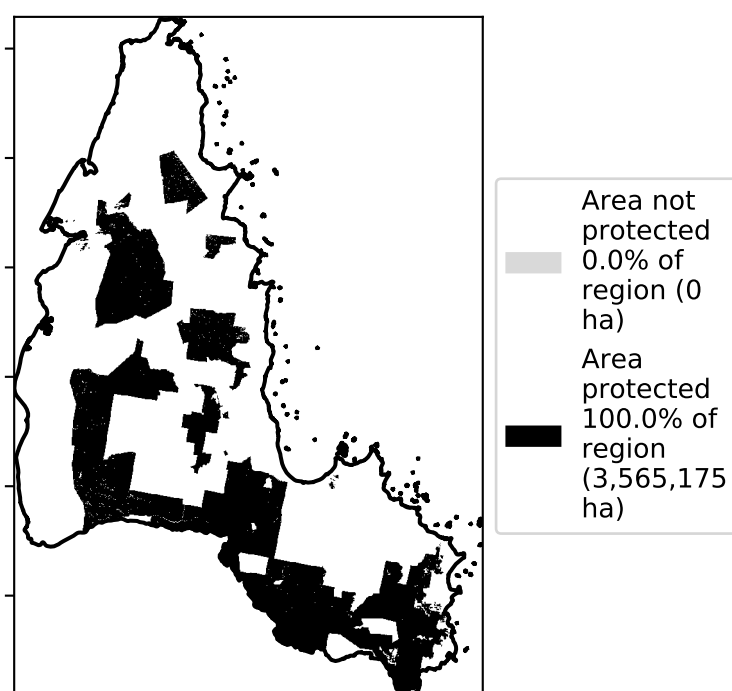 Area not
protected
0.0% of
region (0
ha)
Area
protected
100.0% of
region
(3,565,175
ha)